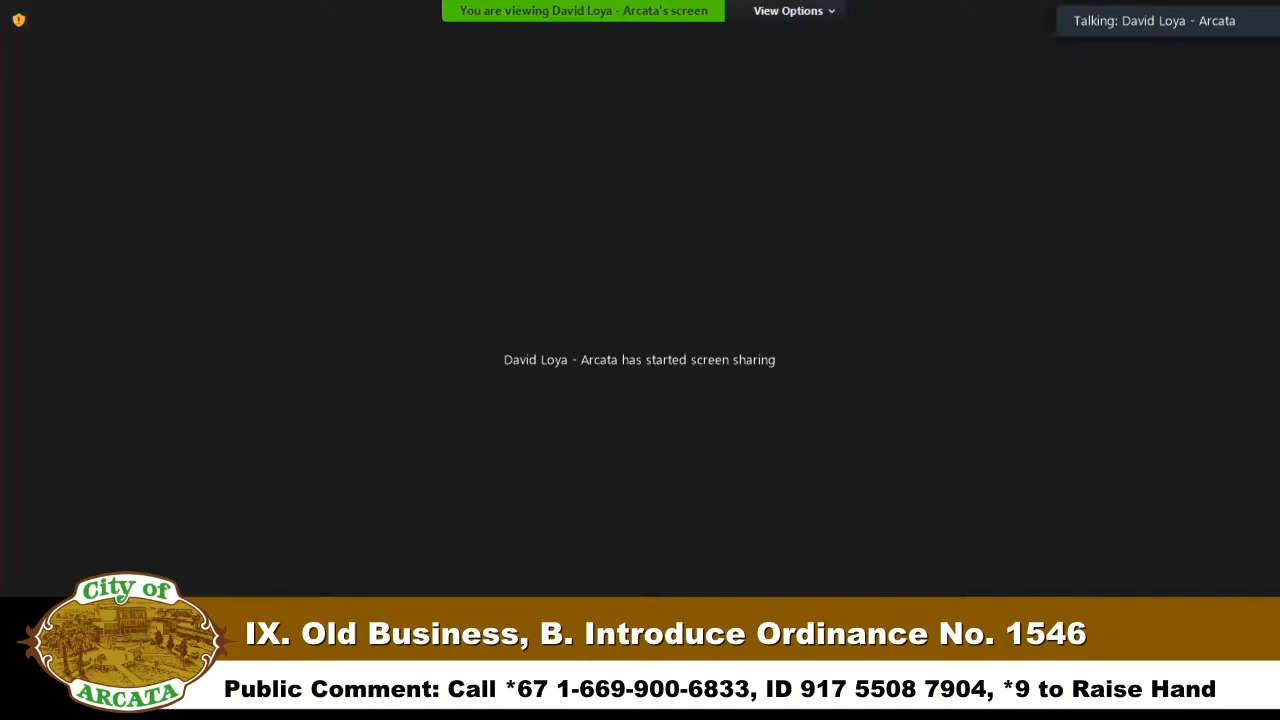 You are viewing David Loya - Arcata's screen
View Options
Talking: David Loya - Arcata
David Loya - Arcata has started screen sharing
City of
ARCATA
IX. Old Business, B. Introduce Ordinance No. 1546
Public Comment: Call *67 1-669-900-6833, ID 917 5508 7904, *9 to Raise Hand